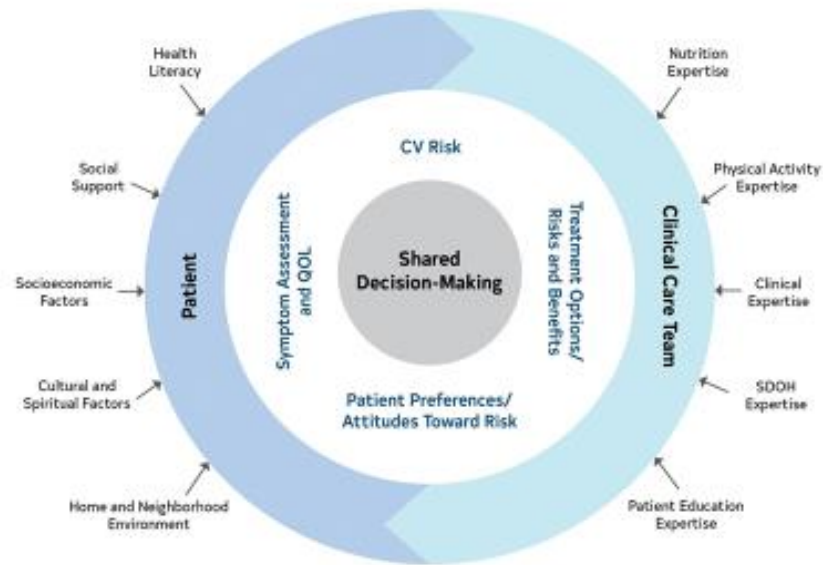 Health
Literacy
Social
Support
Socioeconomic
Factors
Cultural and
Spiritual Factors
Home and Neighborhood
Environment
Patient
CV Risk
Symptom Assessment
and QOL
Shared
Decision-Making
Treatment Options/
Risks and Benefits
Patient Preferences/
Attitudes Toward Risk
Clinical Care Team
Nutrition
Expertise
Physical Activity
Expertise
Clinical
Expertise
SDOH
Expertise
Patient Education
Expertise